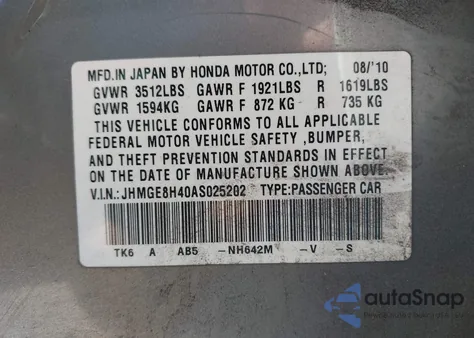 MFD.IN JAPAN BY HONDA MOTOR CO.,LTD; 08/'10
GVWR 3512LBS GAWR F 1921LBS R 1619LBS
GVWR 1594KG GAWR F 872 KG R 735 KG
THIS VEHICLE CONFORMS TO ALL APPLICABLE
FEDERAL MOTOR VEHICLE SAFETY ,BUMPER,
AND THEFT PREVENTION STANDARDS IN EFFECT
ON THE DATE OF MANUFACTURE SHOWN ABOVE.
V.I.N.: JHMGE8H40AS025202 TYPE:PASSENGER CAR
TK6 A AB5 -NH642M -V -S
autoSnap